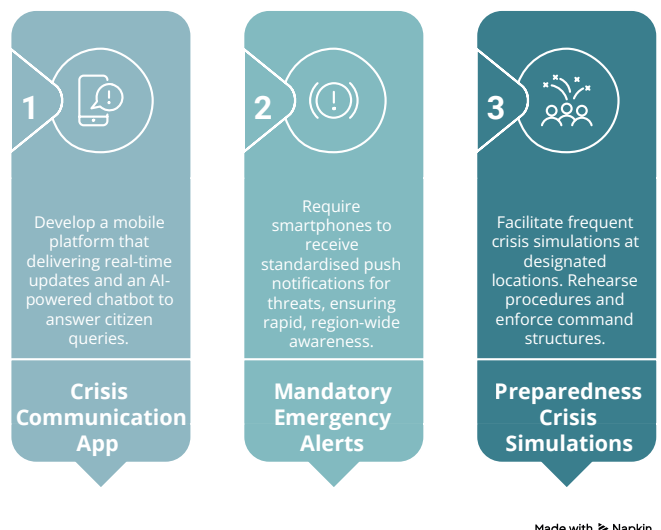 1
Develop a mobile
platform that
delivering real-time
updates and an AI-
powered chatbot to
answer citizen
queries.
Crisis
Communication
App
2
Require
smartphones to
receive
standardised push
notifications for
threats, ensuring
rapid, region-wide
awareness.
Mandatory
Emergency
Alerts
3
Facilitate frequent
crisis simulations at
designated
locations. Rehearse
procedures and
enforce command
structures.
Preparedness
Crisis
Simulations
Made with Napkin